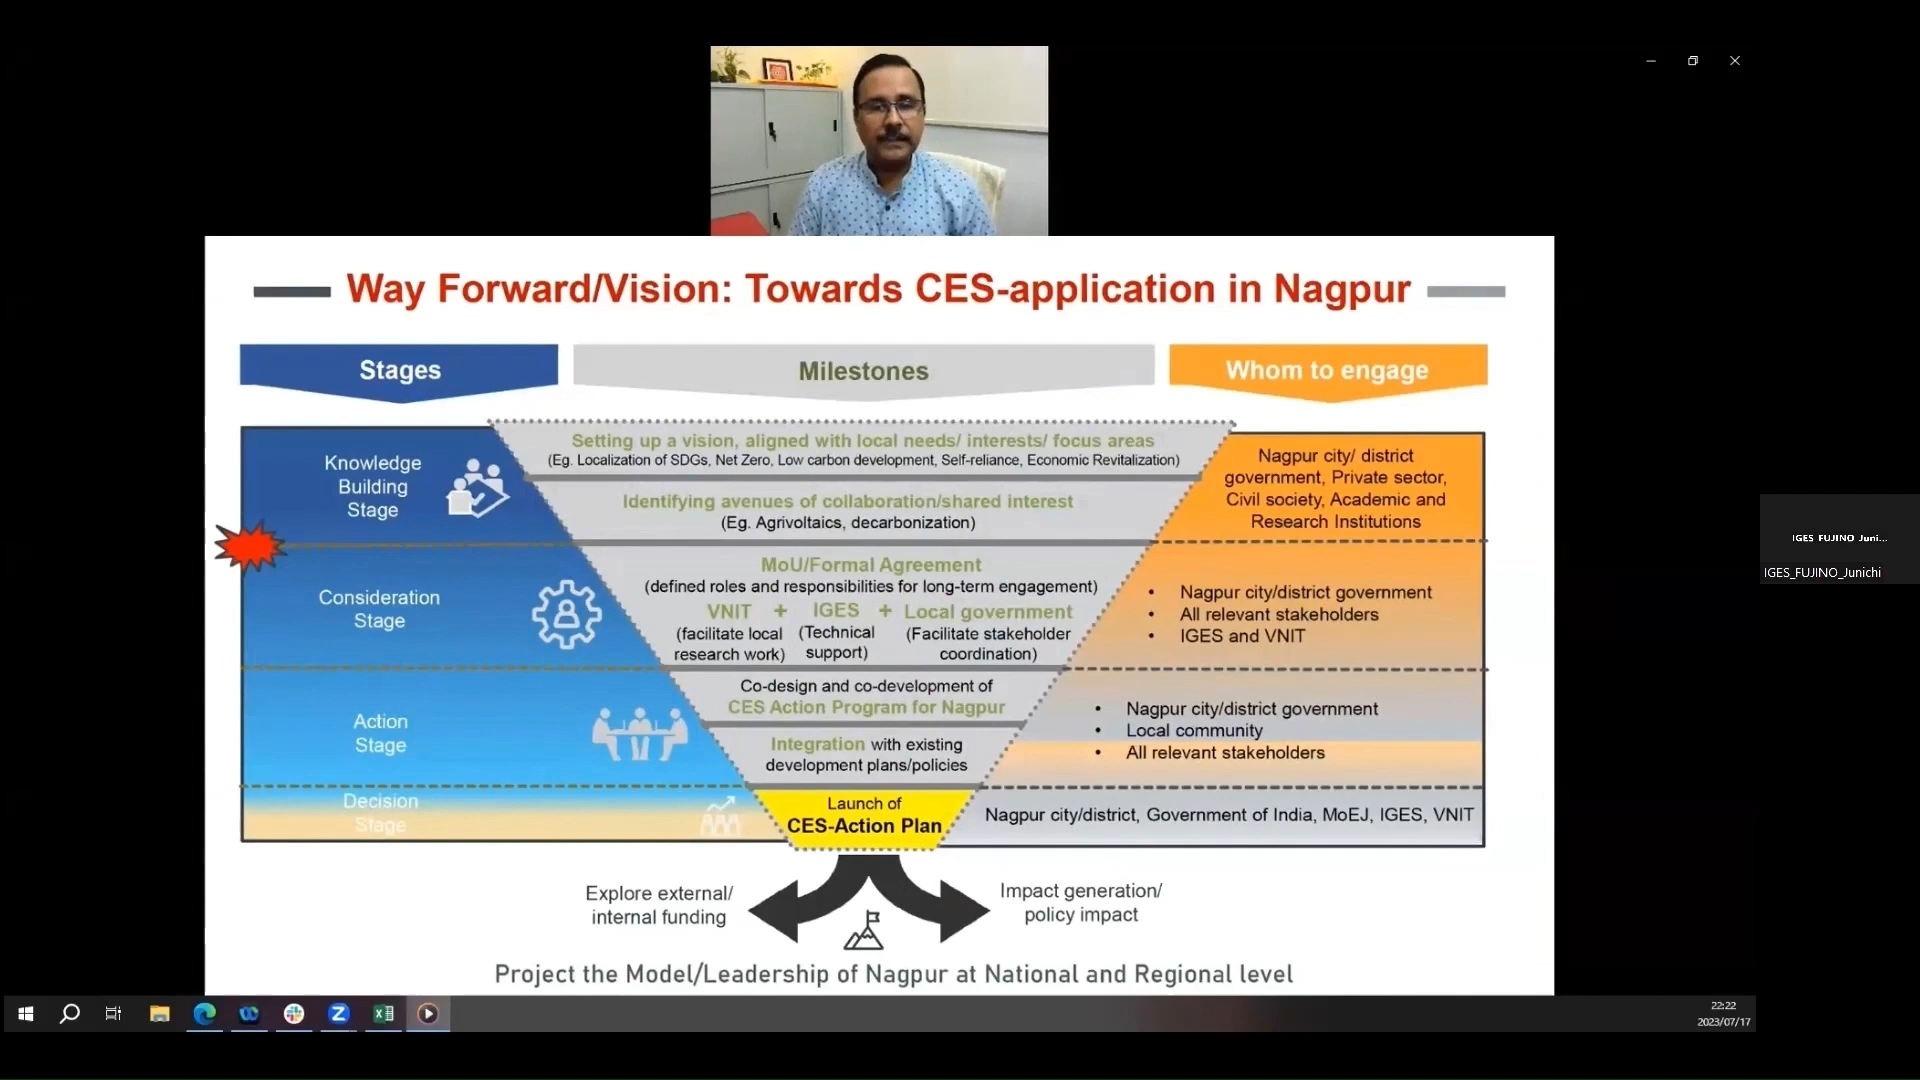 Way Forward/Vision: Towards CES-application in Nagpur
Stages
Milestones
Whom to engage
Knowledge
Building
Stage
Setting up a vision, aligned with local needs/ interests/ focus areas
(Eg. Localization of SDGs, Net Zero, Low carbon development, Self-reliance, Economic Revitalization)
Identifying avenues of collaboration/shared interest
(Eg. Agrivoltaics, decarbonization)
Nagpur city/ district
government, Private sector,
Civil society, Academic and
Research Institutions
Consideration
Stage
MoU/Formal Agreement
(defined roles and responsibilities for long-term engagement)
VNIT + IGES + Local government
(facilitate local
research work)
(Technical
support)
(Facilitate stakeholder
coordination)
• Nagpur city/district government
• All relevant stakeholders
• IGES and VNIT
Action
Stage
Co-design and co-development of
CES Action Program for Nagpur
Integration with existing
development plans/policies
• Nagpur city/district government
• Local community
• All relevant stakeholders
Decision
Stage
Launch of
CES-Action Plan
Nagpur city/district, Government of India, MoEJ, IGES, VNIT
Explore external/
internal funding
Impact generation/
policy impact
Project the Model/Leadership of Nagpur at National and Regional level
IGES FUJINO Juni...
IGES_FUJINO_Junichi
22:22
2023/07/17